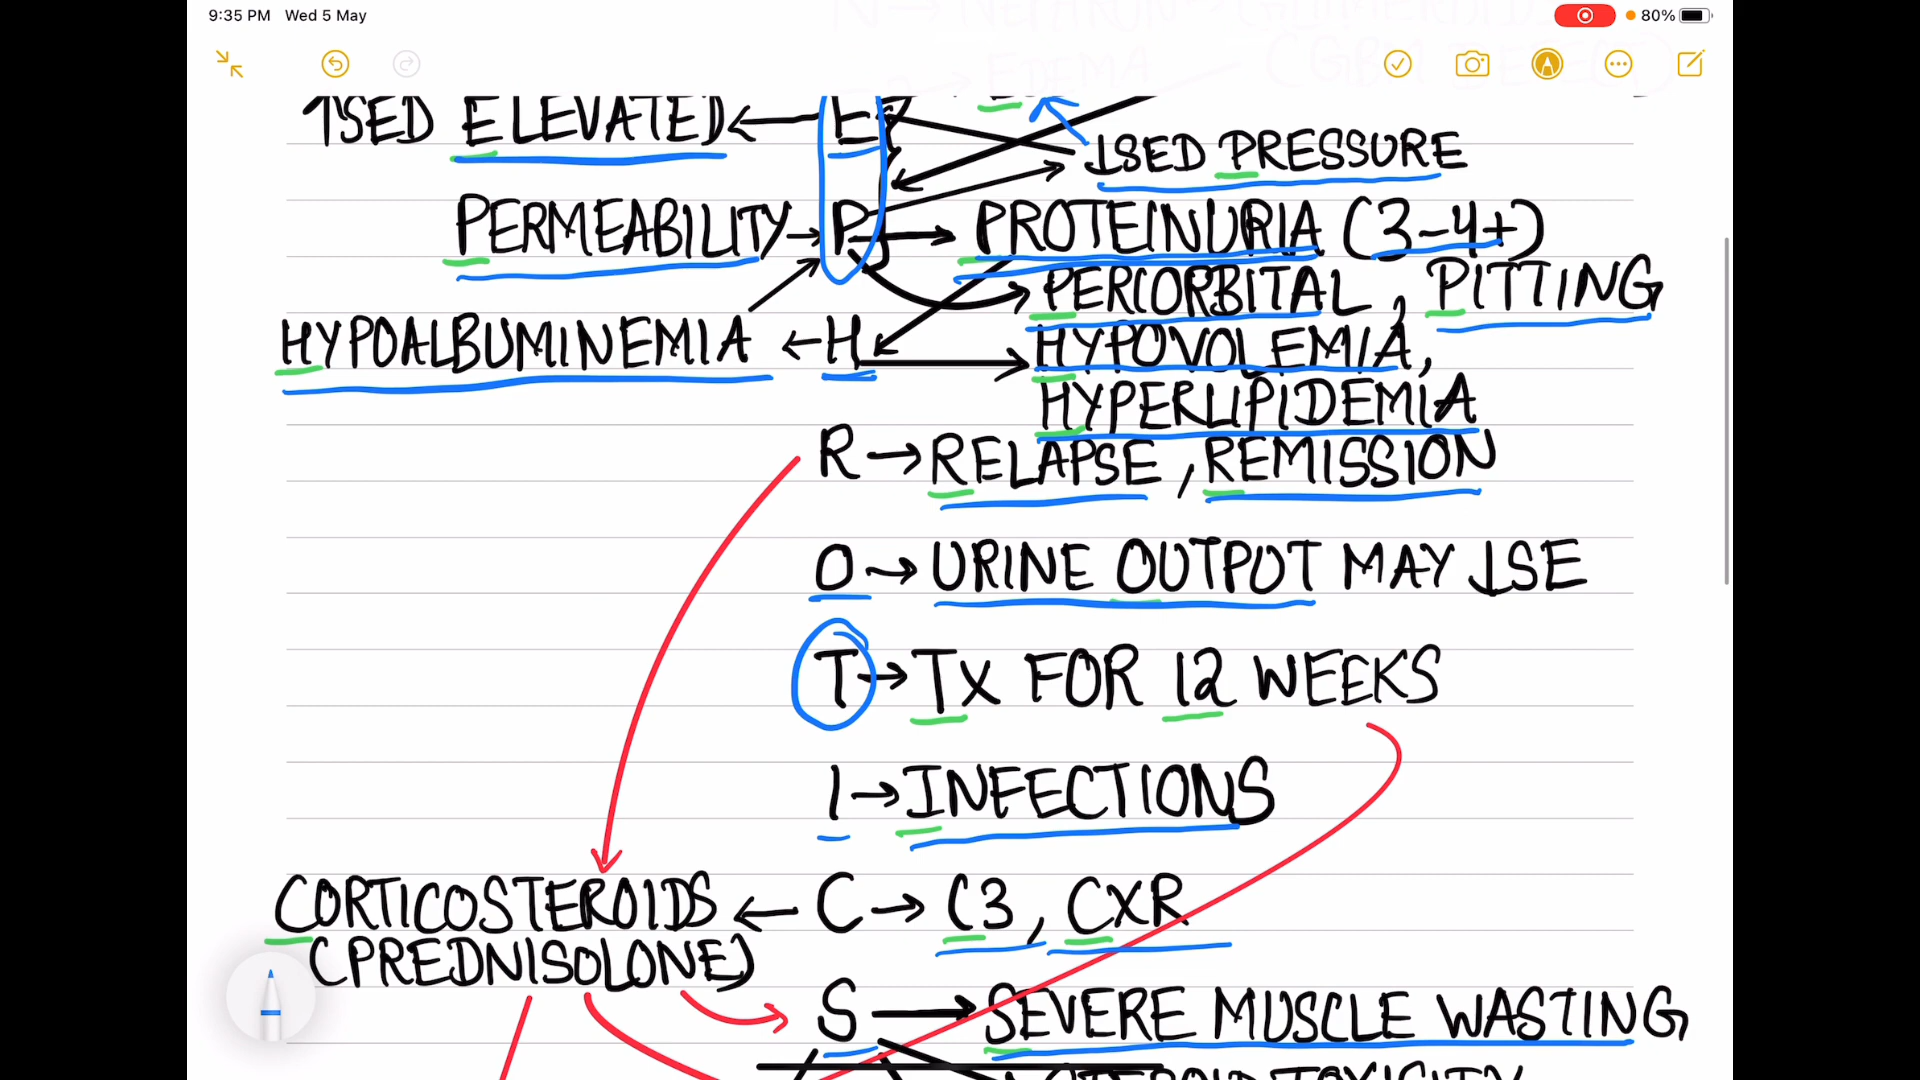 9:35 PM Wed 5 May
80%
EDEMA
↑SED ELEVATED ← E
↓SED PRESSURE
PERMEABILITY → P → PROTEINURIA (3-4+)
PERIORBITAL, PITTING
HYPOALBUMINEMIA ← H → HYPOVOLEMIA,
HYPERLIPIDEMIA
R → RELAPSE, REMISSION
O → URINE OUTPUT MAY ↓SE
T → Tx FOR 12 WEEKS
I → INFECTIONS
CORTICOSTEROIDS ← C → C3, CXR
(PREDNISOLONE)
S → SEVERE MUSCLE WASTING
TOXICITY